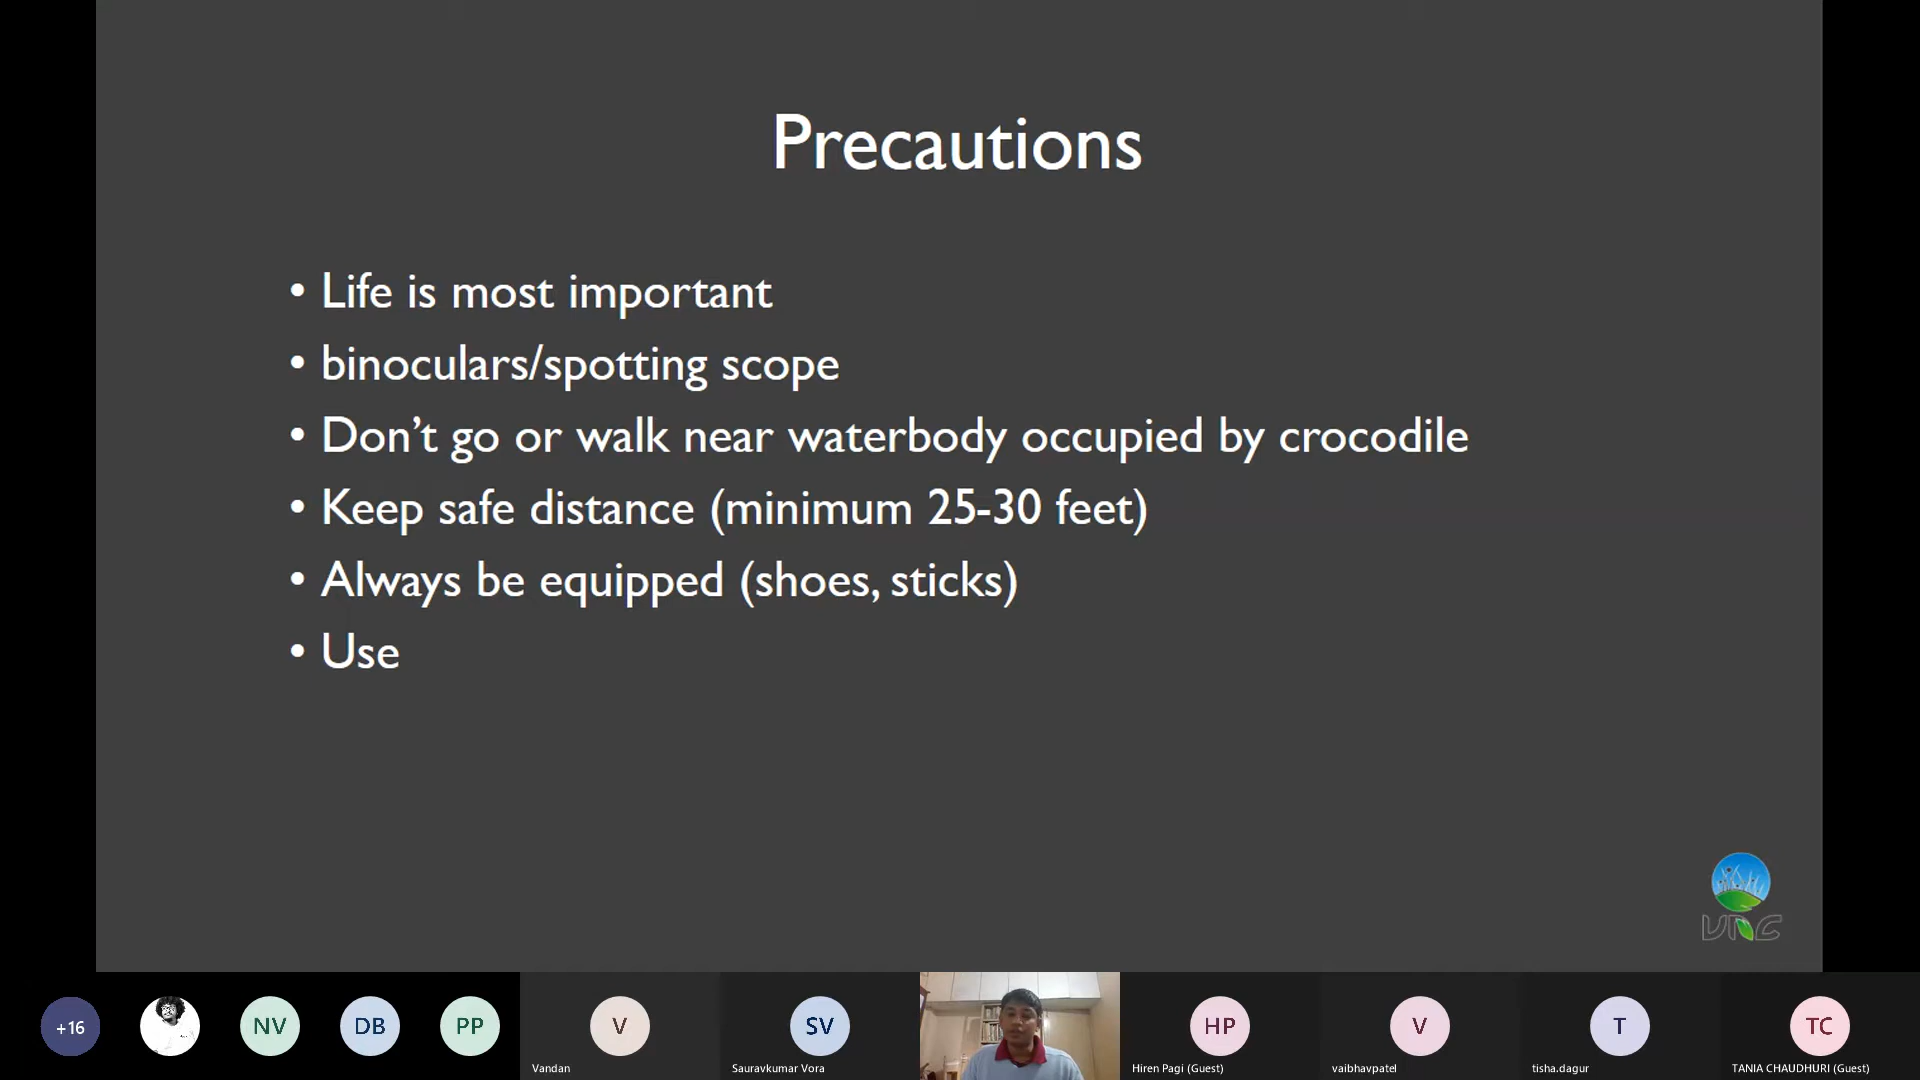 Precautions
• Life is most important
• binoculars/spotting scope
• Don’t go or walk near waterbody occupied by crocodile
• Keep safe distance (minimum 25-30 feet)
• Always be equipped (shoes, sticks)
• Use
VNC
+16
NV
DB
PP
V
SV
HP
V
T
TC
Vandan
Sauravkumar Vora
Hiren Pagi (Guest)
vaibhavpatel
tisha.dagur
TANIA CHAUDHURI (Guest)